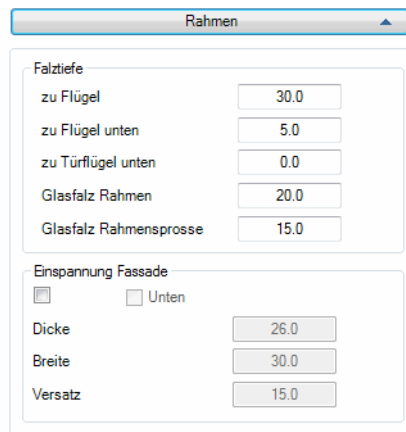 Rahmen
Falztiefe
zu Flügel 30.0
zu Flügel unten 5.0
zu Türflügel unten 0.0
Glasfalz Rahmen 20.0
Glasfalz Rahmensprosse 15.0
Einspannung Fassade
Unten
Dicke 26.0
Breite 30.0
Versatz 15.0